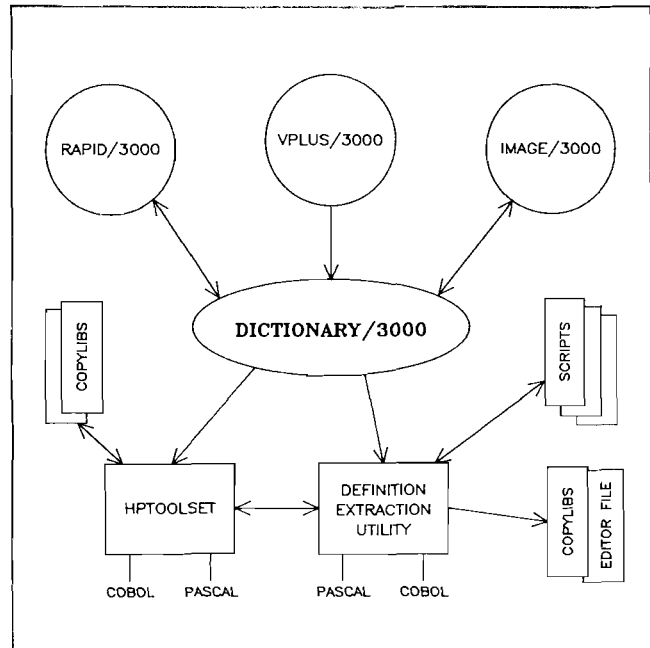 RAPID/3000
VPLUS/3000
IMAGE/3000
DICTIONARY/3000
COPYLIBS
SCRIPTS
HPTOOLSET
DEFINITION
EXTRACTION
UTILITY
COPYLIBS
EDITOR FILE
COBOL
PASCAL
PASCAL
COBOL